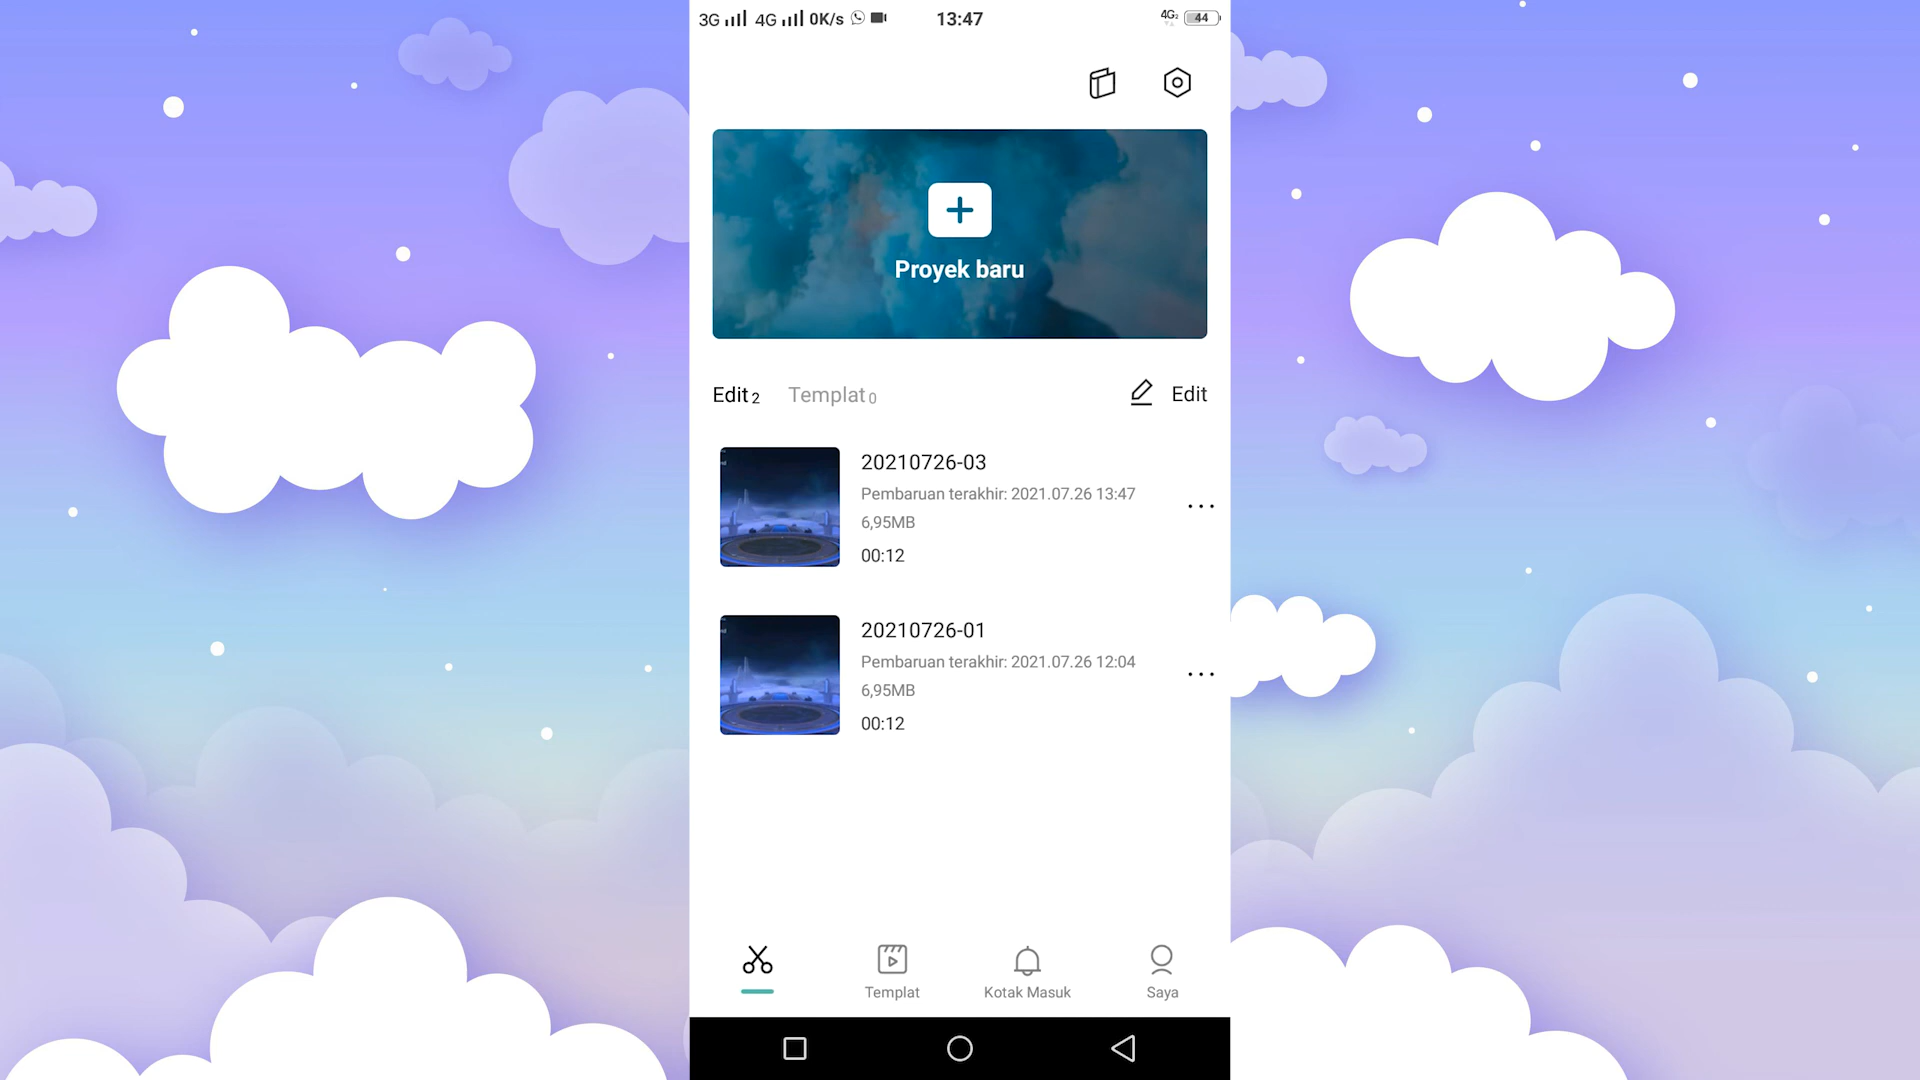 3G 4G 0K/s 13:47 4G2 44
Proyek baru
Edit 2 Templat 0 Edit
20210726-03
Pembaruan terakhir: 2021.07.26 13:47
6,95MB
00:12
20210726-01
Pembaruan terakhir: 2021.07.26 12:04
6,95MB
00:12
Templat Kotak Masuk Saya